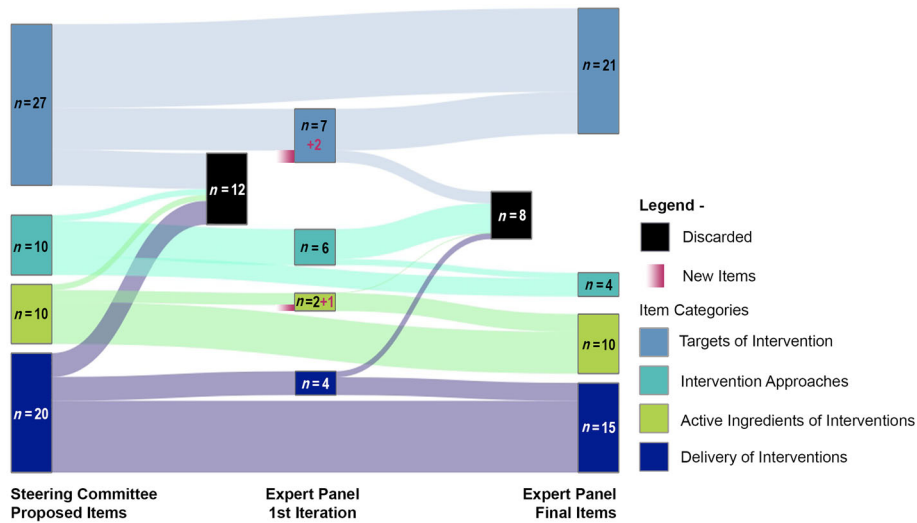 n=27
n=10
n=10
n=20
n=12
n=7
+2
n=6
n=2+1
n=4
n=8
n=21
n=4
n=10
n=15
Steering Committee
Proposed Items
Expert Panel
1st Iteration
Expert Panel
Final Items
Legend -
Discarded
New Items
Item Categories
Targets of Intervention
Intervention Approaches
Active Ingredients of Interventions
Delivery of Interventions